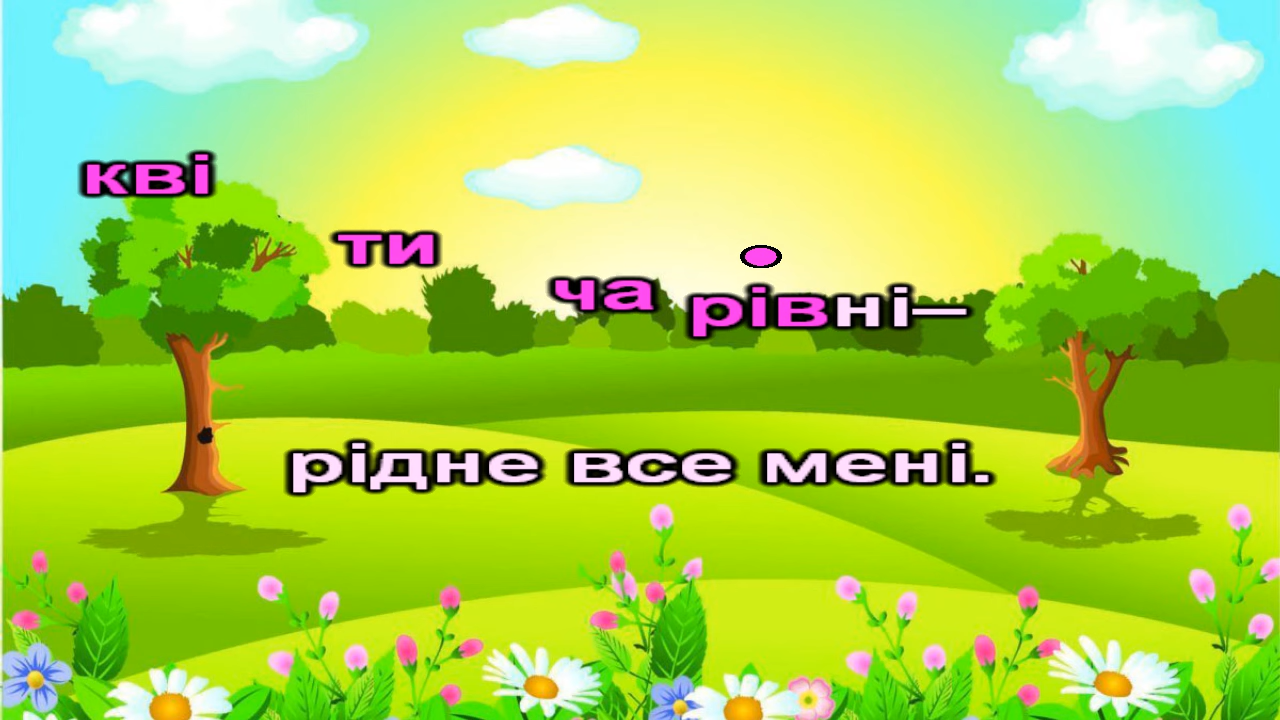 кві ти ча рівні–
рідне все мені.